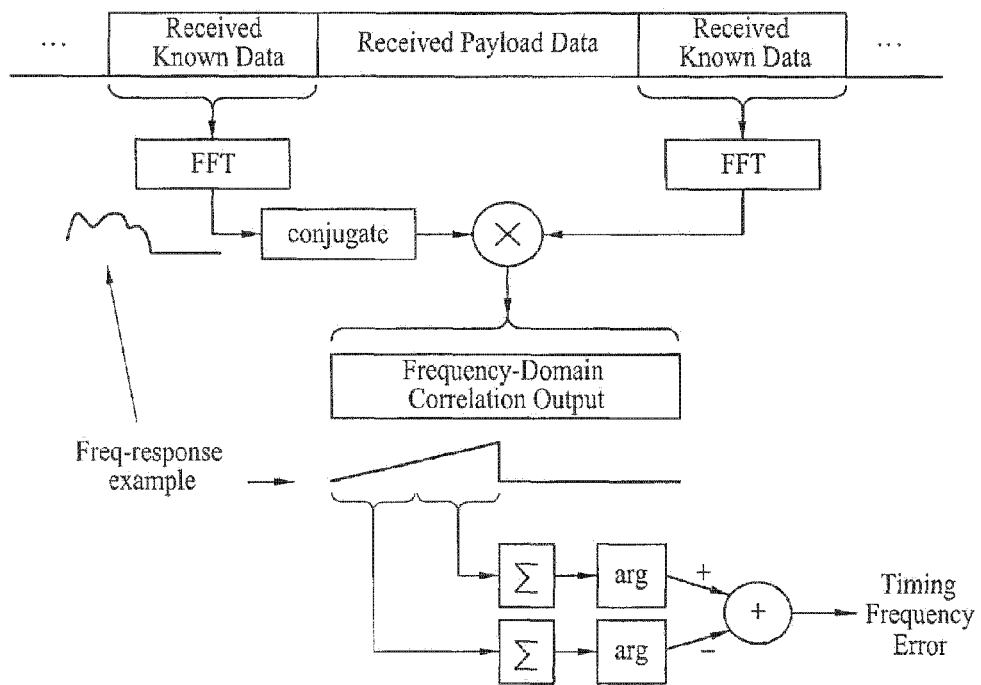 ...
Received
Known Data
Received Payload Data
Received
Known Data
...
FFT
FFT
conjugate
×
Frequency-Domain
Correlation Output
Freq-response
example
Σ
arg
+
+
Timing
Frequency
Error
Σ
arg
−